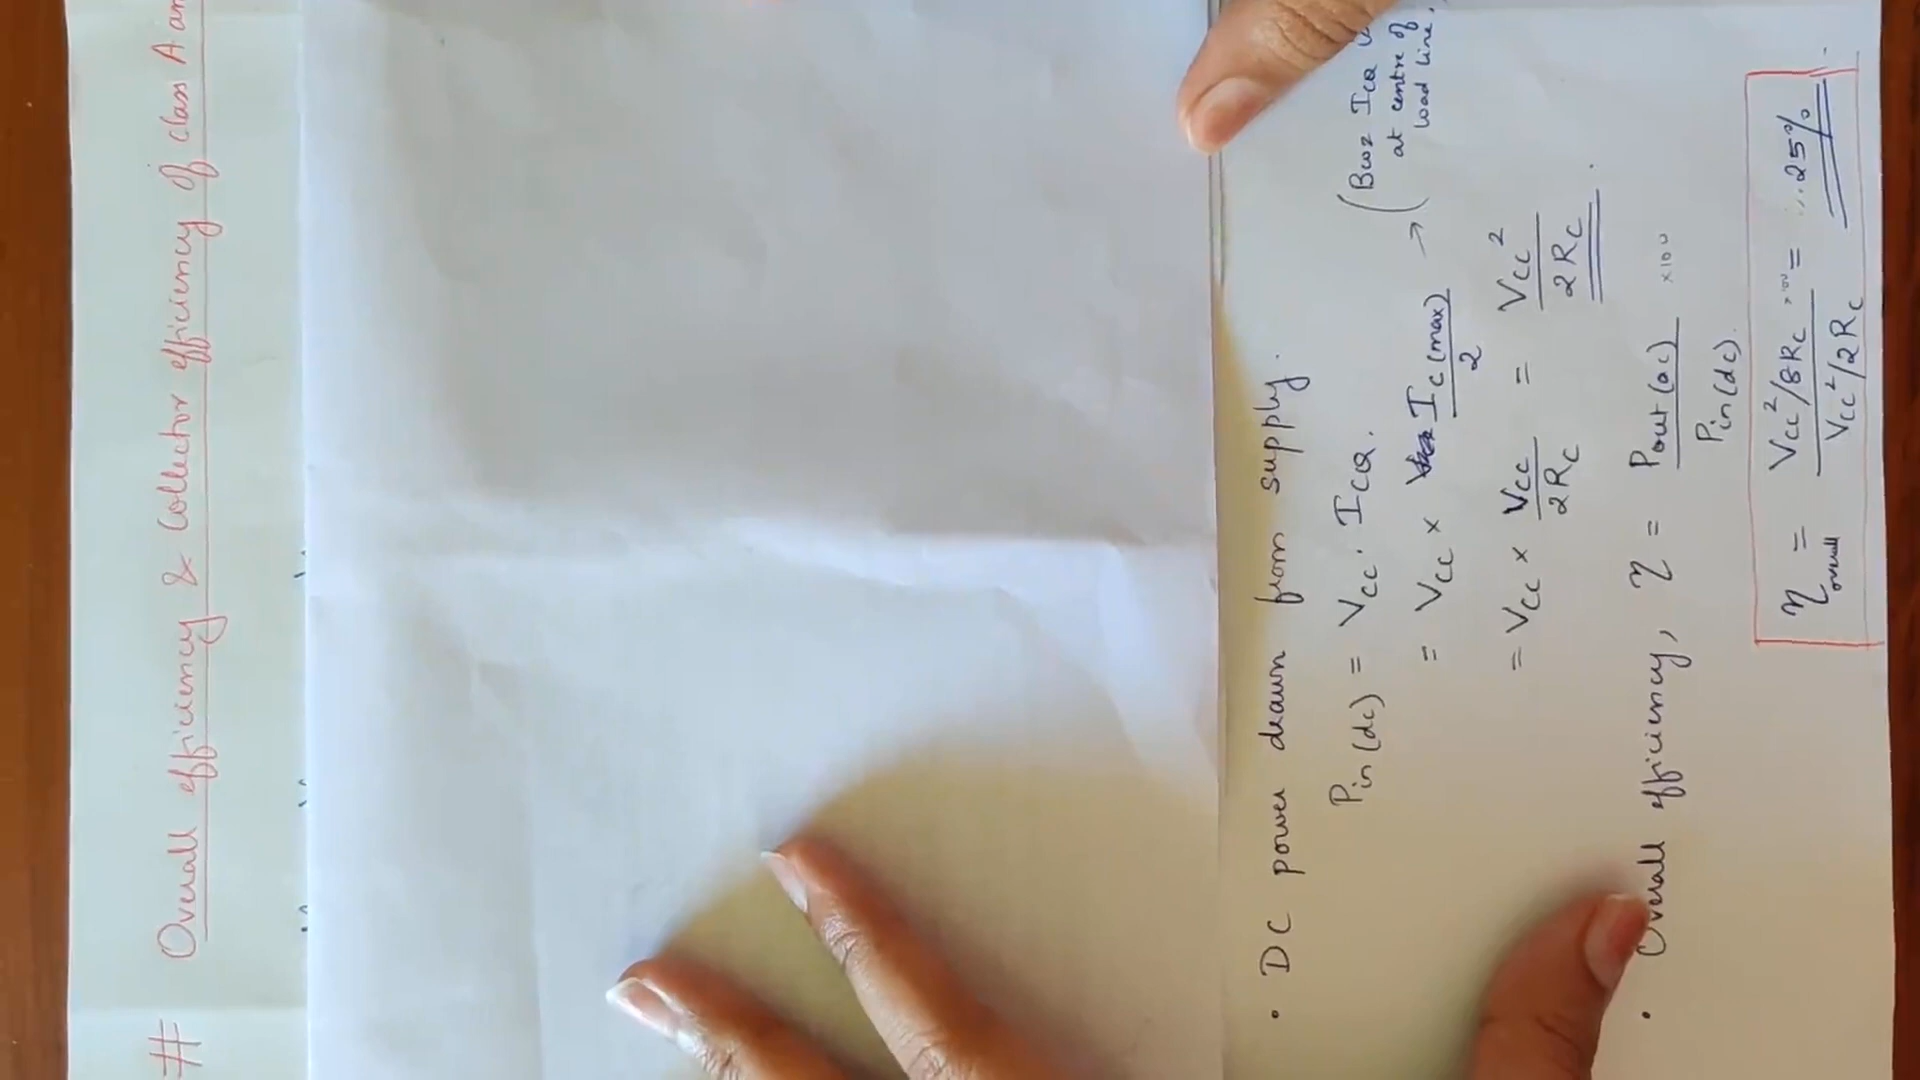 # Overall efficiency & Collector efficiency of class A
• DC power drawn from supply.
Pin(dc) = Vcc . ICQ.
= Vcc × IC(max)/2 → (Bcoz ICQ
at centre of
load line.
= Vcc × Vcc/2Rc = Vcc²/2Rc .
• Overall efficiency, η = Pout(ac)/Pin(dc). ×100
ηoverall = Vcc²/8Rc ×100 / Vcc²/2Rc = 25%